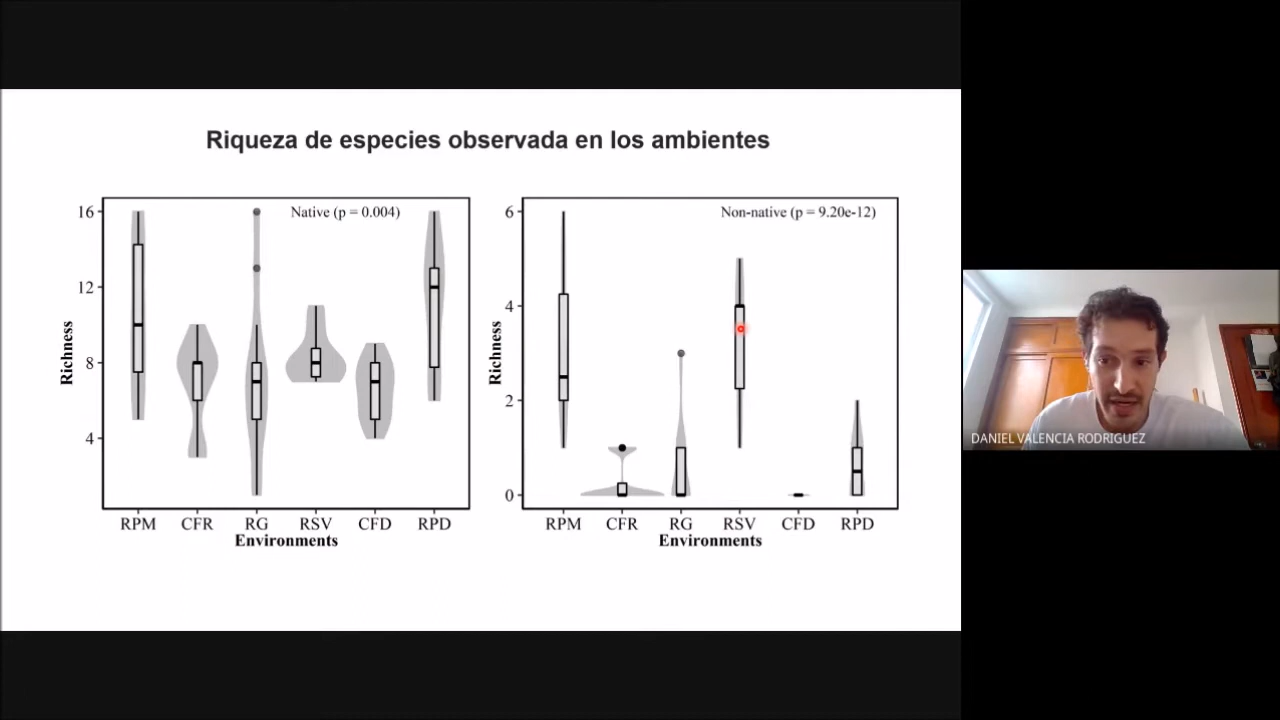 Riqueza de especies observada en los ambientes
Native (p = 0.004)
16
12
8
4
Richness
RPM CFR RG RSV CFD RPD
Environments
Non-native (p = 9.20e-12)
6
4
2
0
Richness
RPM CFR RG RSV CFD RPD
Environments
DANIEL VALENCIA RODRIGUEZ